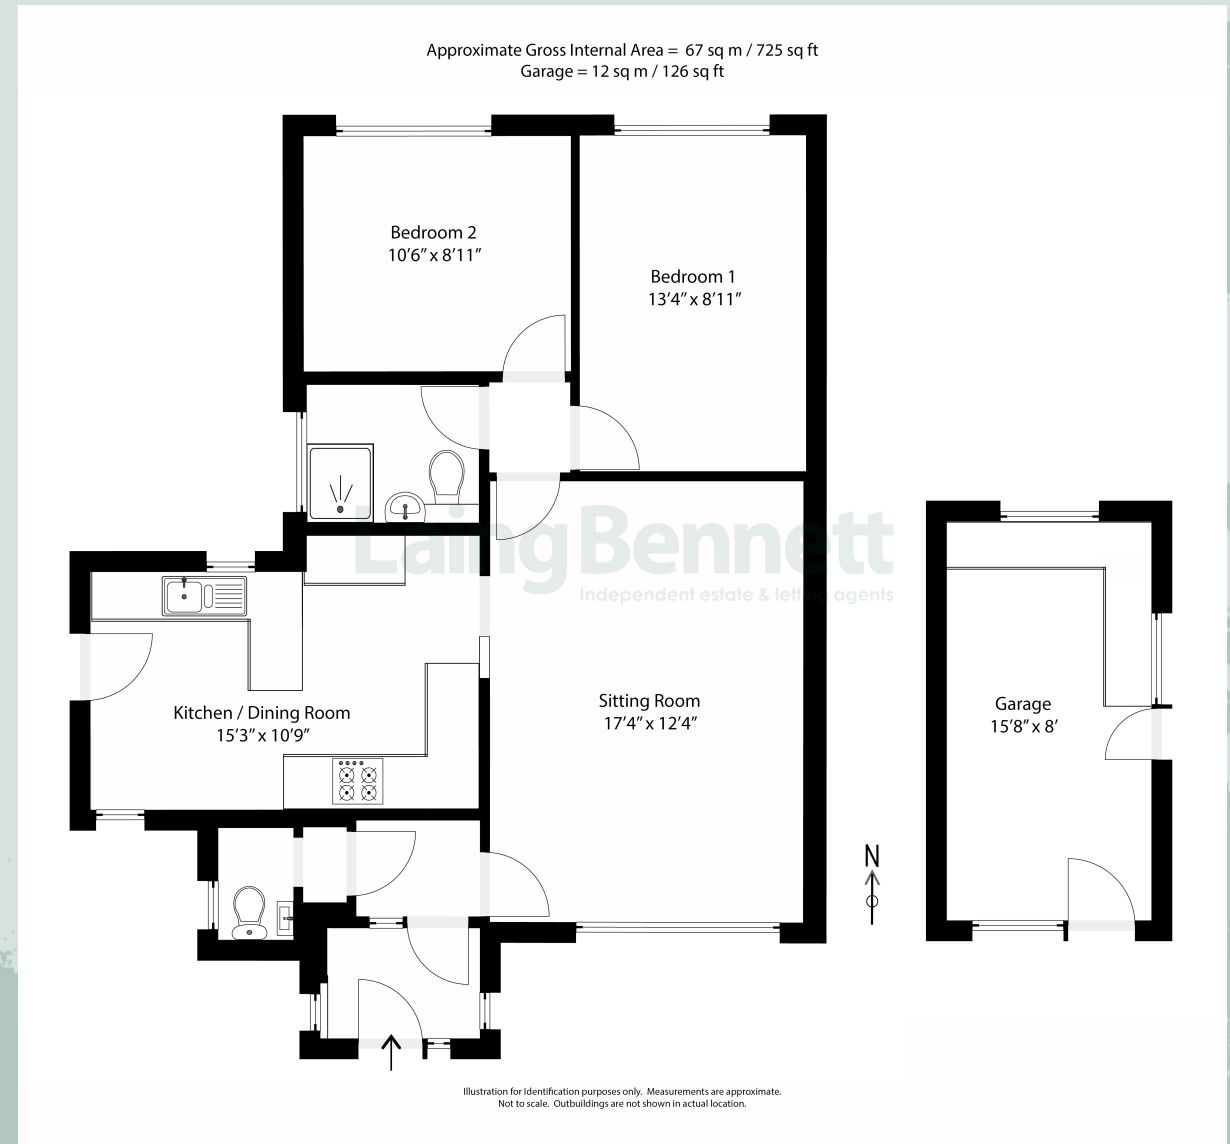 Approximate Gross Internal Area = 67 sq m / 725 sq ft
Garage = 12 sq m / 126 sq ft
Bedroom 2
10’6” x 8’11”
Bedroom 1
13’4” x 8’11”
LaingBennett
Independent estate & letting agents
Kitchen / Dining Room
15’3” x 10’9”
Sitting Room
17’4” x 12’4”
Garage
15’8” x 8’
N
Illustration for Identification purposes only. Measurements are approximate.
Not to scale. Outbuildings are not shown in actual location.